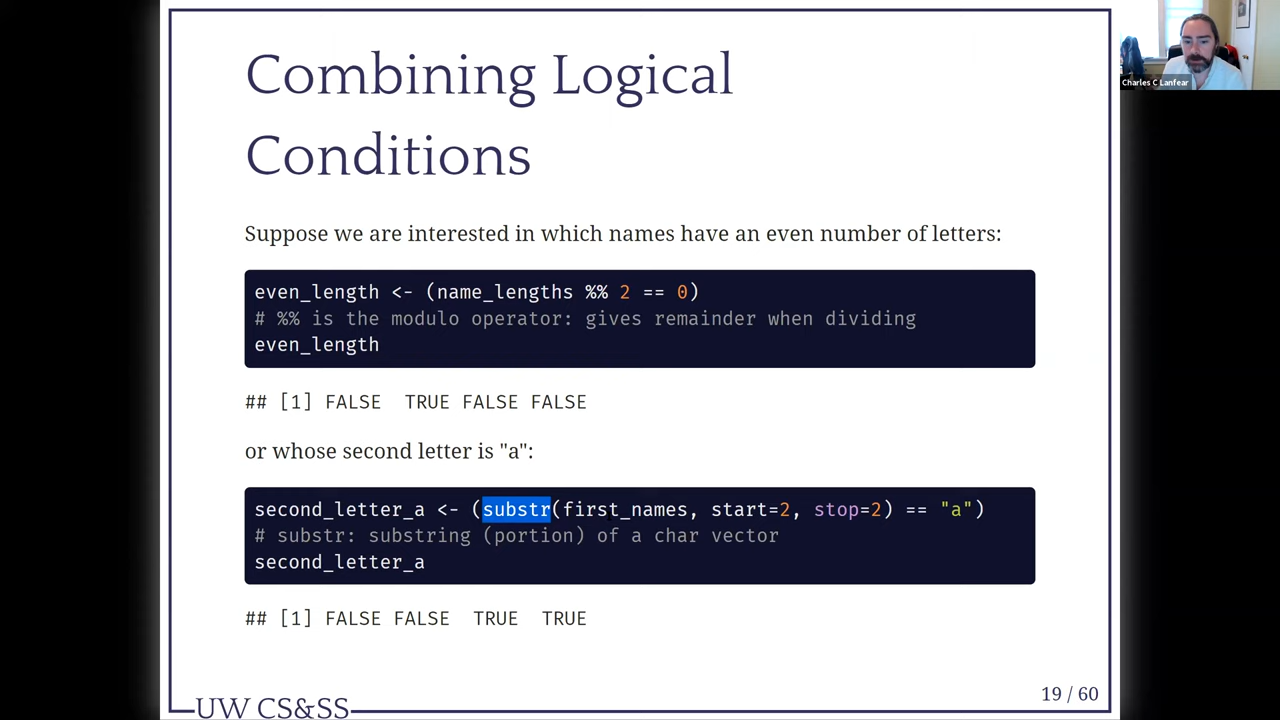 Combining Logical
Conditions
Charles C Lanfear
Suppose we are interested in which names have an even number of letters:
even_length <- (name_lengths %% 2 == 0)
# %% is the modulo operator: gives remainder when dividing
even_length
## [1] FALSE  TRUE FALSE FALSE
or whose second letter is "a":
second_letter_a <- (substr(first_names, start=2, stop=2) == "a")
# substr: substring (portion) of a char vector
second_letter_a
## [1] FALSE FALSE  TRUE  TRUE
19 / 60
UW CS&SS